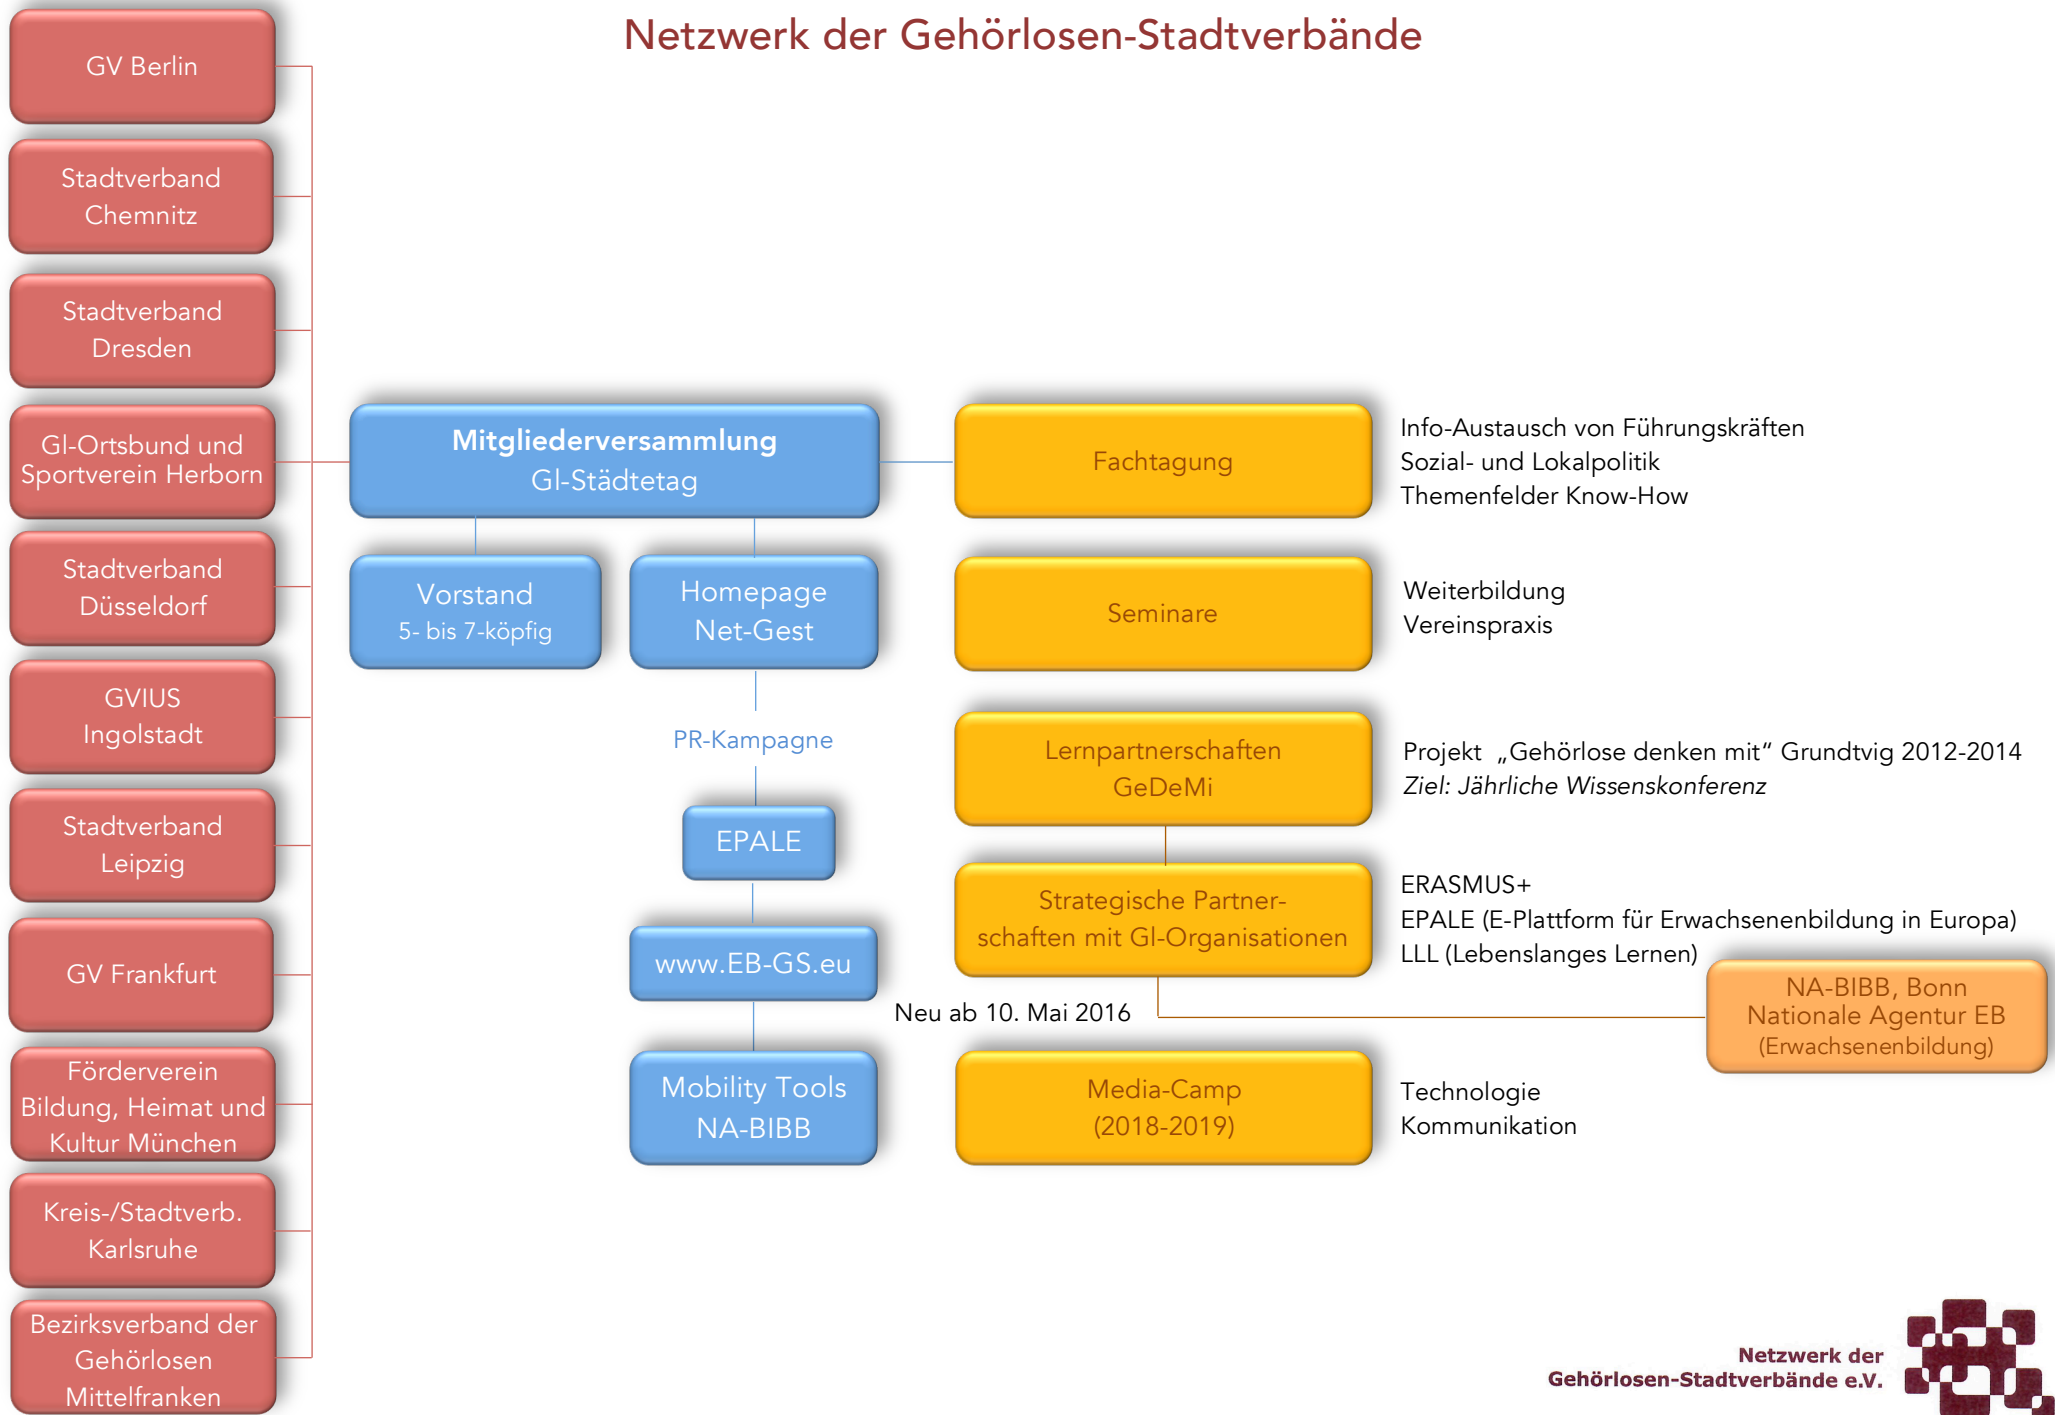 Netzwerk der Gehörlosen-Stadtverbände
GV Berlin
Stadtverband
Chemnitz
Stadtverband
Dresden
Gl-Ortsbund und
Sportverein Herborn
Stadtverband
Düsseldorf
GVIUS
Ingolstadt
Stadtverband
Leipzig
GV Frankfurt
Förderverein
Bildung, Heimat und
Kultur München
Kreis-/Stadtverb.
Karlsruhe
Bezirksverband der
Gehörlosen
Mittelfranken
Mitgliederversammlung
Gl-Städtetag
Vorstand
5- bis 7-köpfig
Homepage
Net-Gest
PR-Kampagne
EPALE
www.EB-GS.eu
Mobility Tools
NA-BIBB
Fachtagung
Info-Austausch von Führungskräften
Sozial- und Lokalpolitik
Themenfelder Know-How
Seminare
Weiterbildung
Vereinspraxis
Lernpartnerschaften
GeDeMi
Projekt „Gehörlose denken mit“ Grundtvig 2012-2014
Ziel: Jährliche Wissenskonferenz
Strategische Partner-
schaften mit Gl-Organisationen
ERASMUS+
EPALE (E-Plattform für Erwachsenenbildung in Europa)
LLL (Lebenslanges Lernen)
Neu ab 10. Mai 2016
NA-BIBB, Bonn
Nationale Agentur EB
(Erwachsenenbildung)
Media-Camp
(2018-2019)
Technologie
Kommunikation
Netzwerk der
Gehörlosen-Stadtverbände e.V.